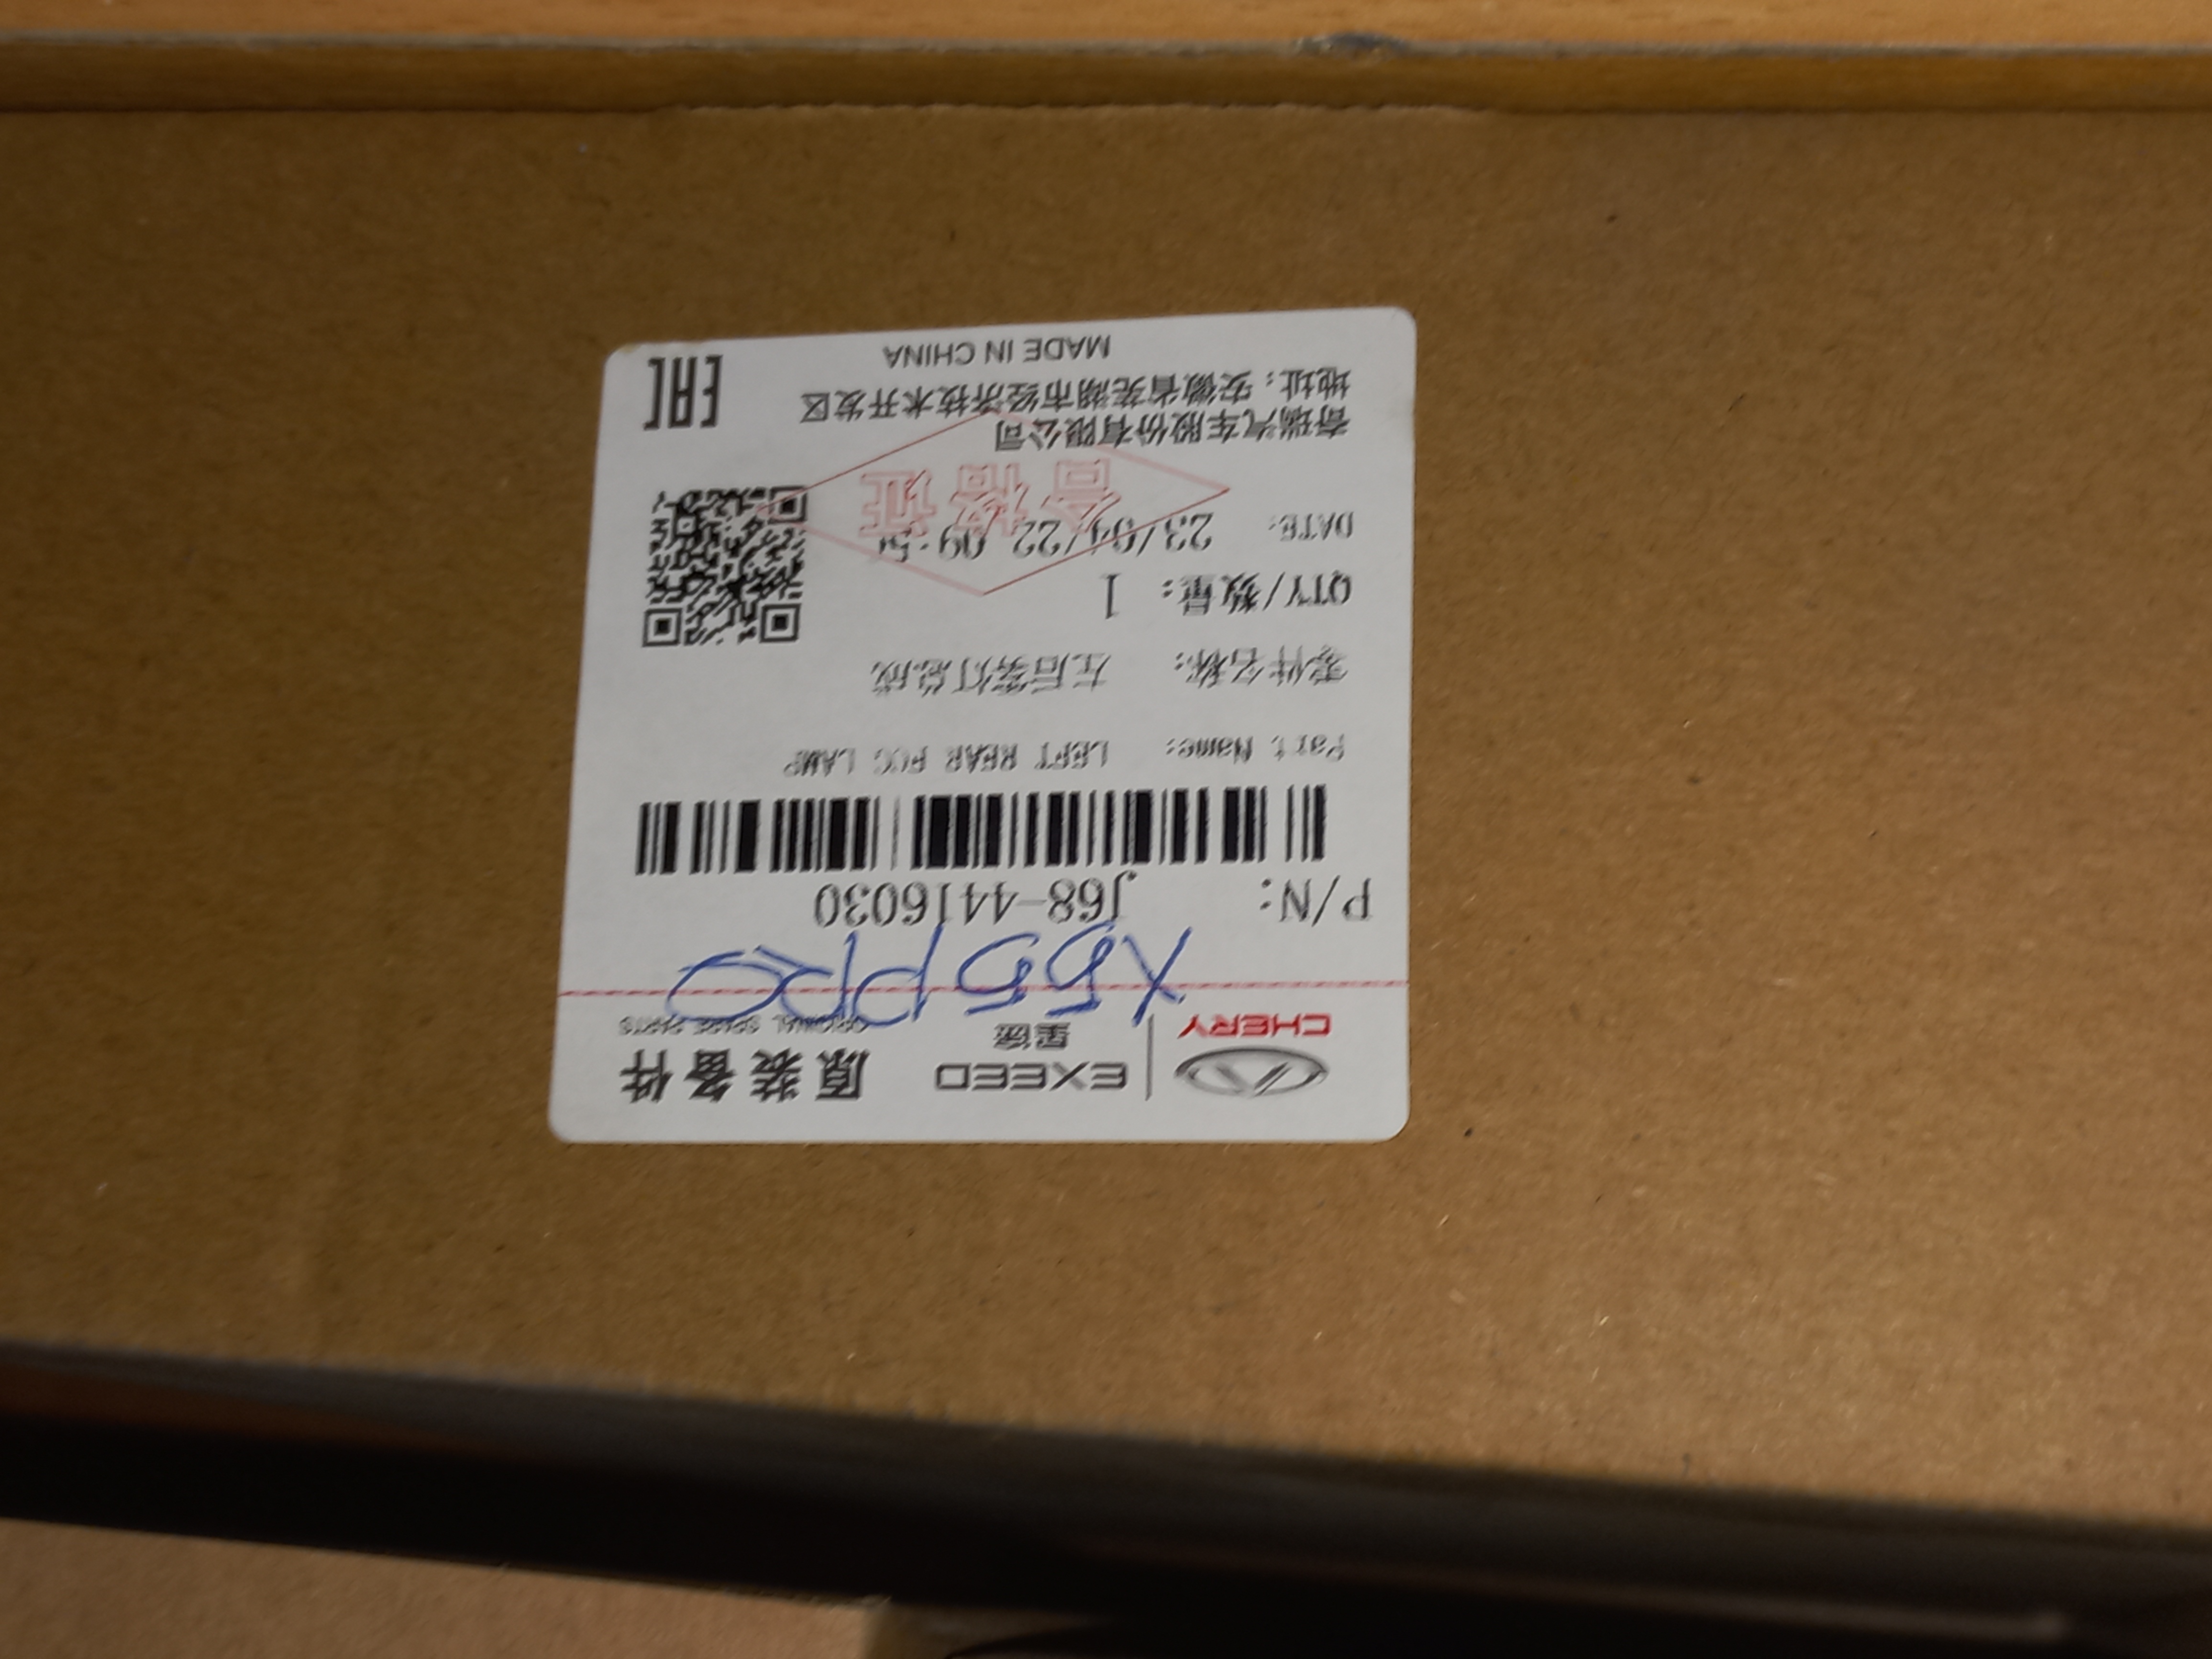 CHERY
EXEED
星途
原装备件
ORIGINAL SPARE PARTS
X55 PRO
P/N: J68-4416030
Part Name: LEFT REAR FOG LAMP
零件名称: 左后雾灯总成
QTY/数量: 1
DATE: 23/04/22 09:5
合格证
奇瑞汽车股份有限公司
地址:安徽省芜湖市经济技术开发区
MADE IN CHINA
EAC